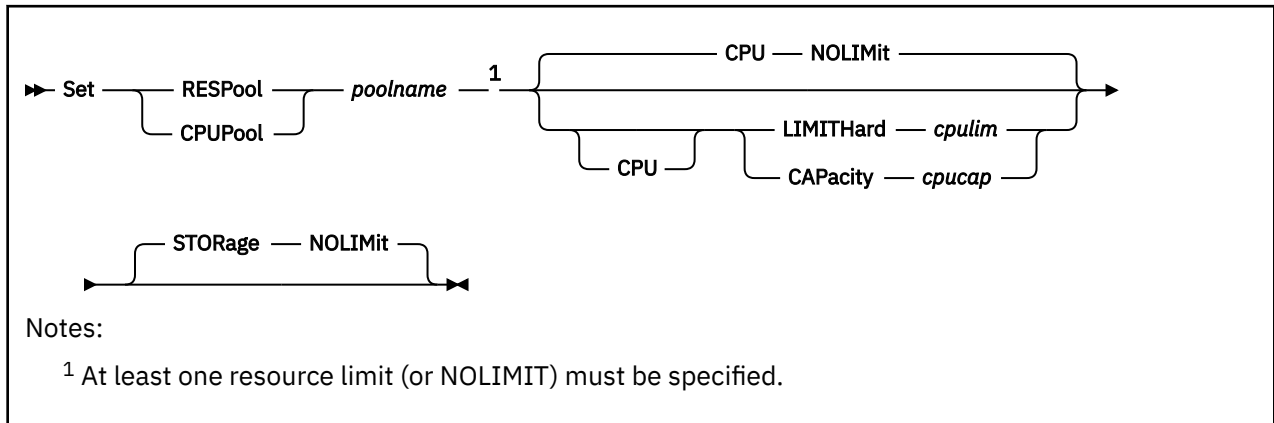 CPU NOLIMit
1
Set RESPool poolname
CPUPool
LIMITHard cpulim
CPU
CAPacity cpucap
STORage NOLIMit
Notes:
1 At least one resource limit (or NOLIMIT) must be specified.